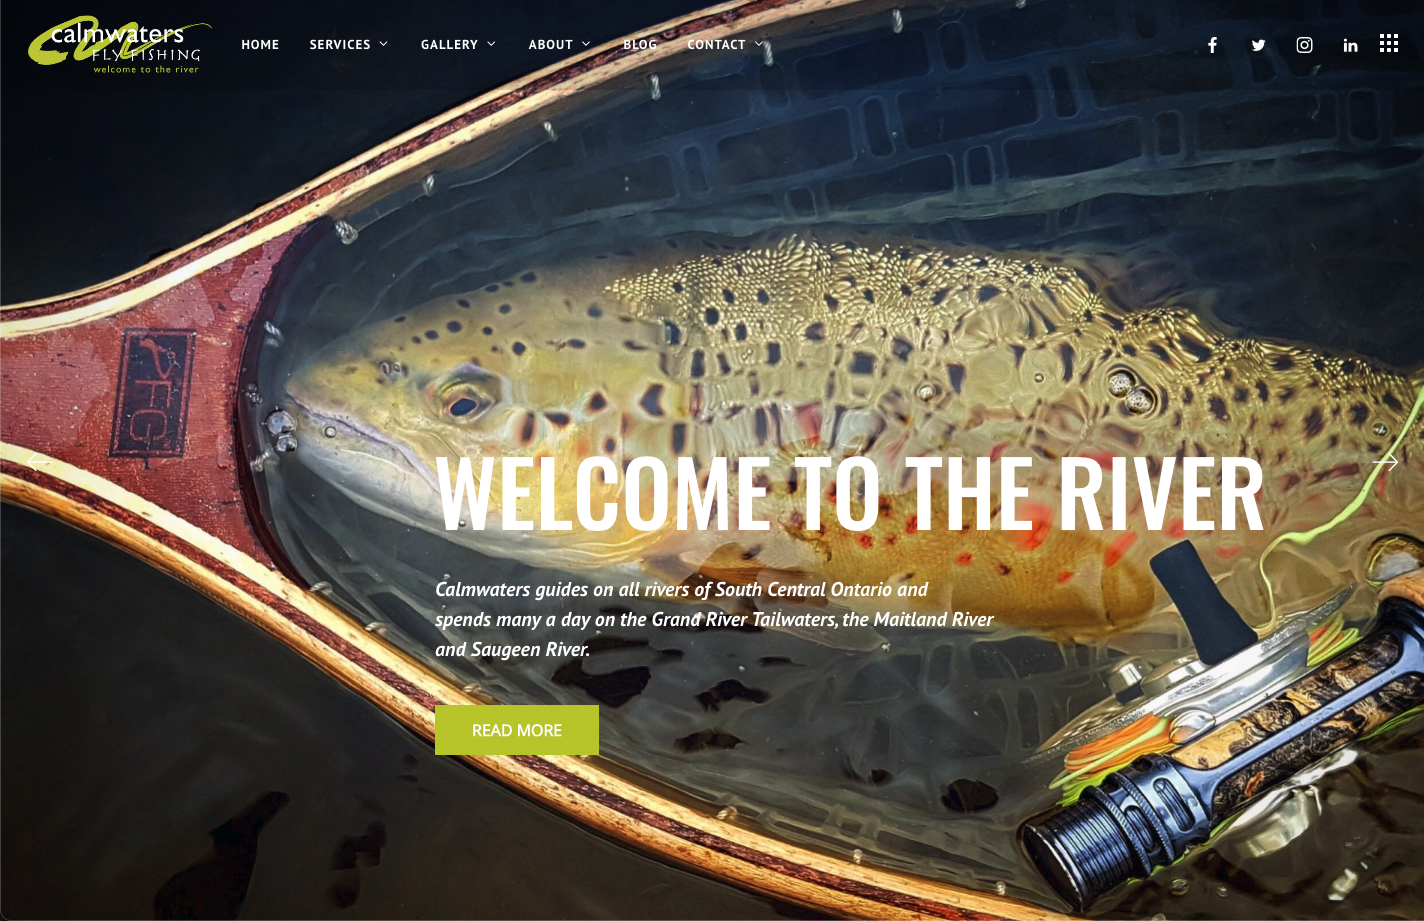 calmwaters
FLY FISHING
welcome to the river
HOME
SERVICES
GALLERY
ABOUT
BLOG
CONTACT
PFG
WELCOME TO THE RIVER
Calmwaters guides on all rivers of South Central Ontario and
spends many a day on the Grand River Tailwaters, the Maitland River
and Saugeen River.
READ MORE